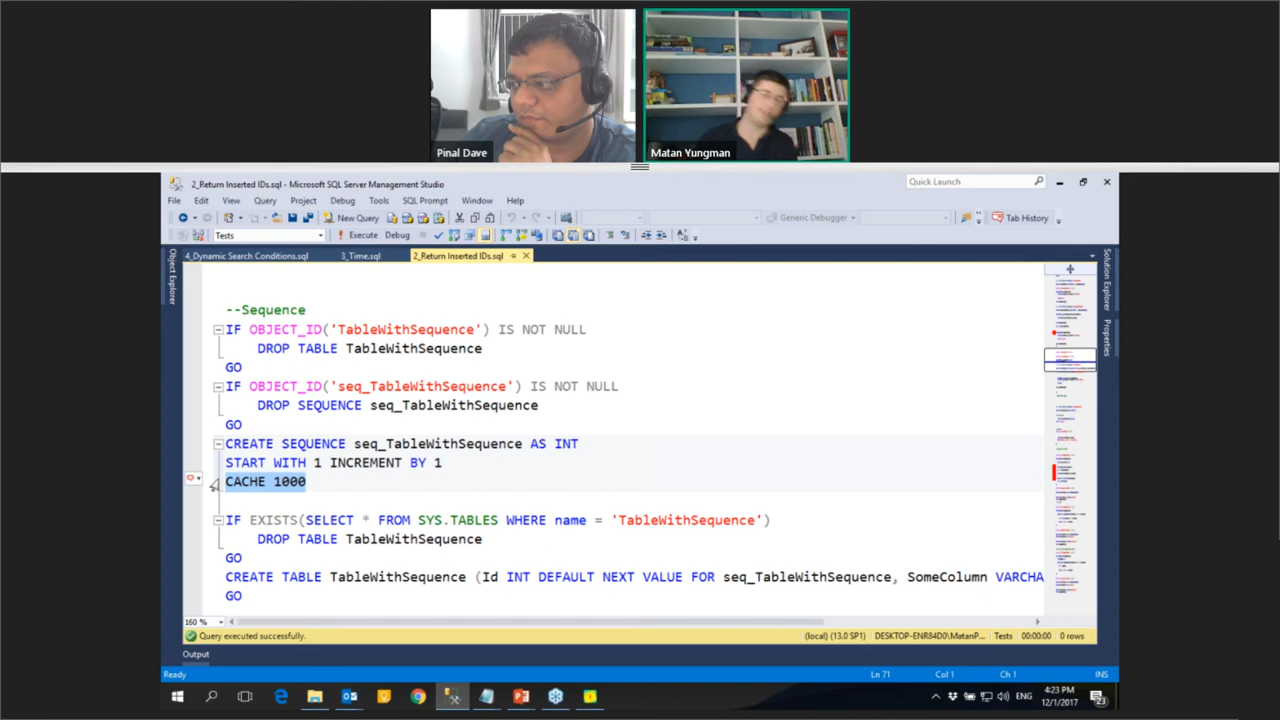 Pinal Dave
Matan Yungman
2_Return Inserted IDs.sql - Microsoft SQL Server Management Studio
Quick Launch
File Edit View Query Project Debug Tools SQL Prompt Window Help
New Query
Generic Debugger
Tab History
Tests
Execute Debug
4_Dynamic Search Conditions.sql 3_Time.sql 2_Return Inserted IDs.sql
Object Explorer
Solution Explorer
Properties
--Sequence
IF OBJECT_ID('TableWithSequence') IS NOT NULL
DROP TABLE TableWithSequence
GO
IF OBJECT_ID('seq_TableWithSequence') IS NOT NULL
DROP SEQUENCE seq_TableWithSequence
GO
CREATE SEQUENCE seq_TableWithSequence AS INT
START WITH 1 INCREMENT BY 1
CACHE 1000
IF EXISTS(SELECT FROM SYS.TABLES WHERE name = 'TableWithSequence')
DROP TABLE TableWithSequence
GO
CREATE TABLE TableWithSequence (Id INT DEFAULT NEXT VALUE FOR seq_TableWithSequence, SomeColumn VARCHA
GO
160 %
Query executed successfully. (local) (13.0 SP1) DESKTOP-ENR84D0\MatanP... Tests 00:00:00 0 rows
Output
Ready Ln 71 Col 1 Ch 1 INS
ENG
4:23 PM
12/1/2017
23